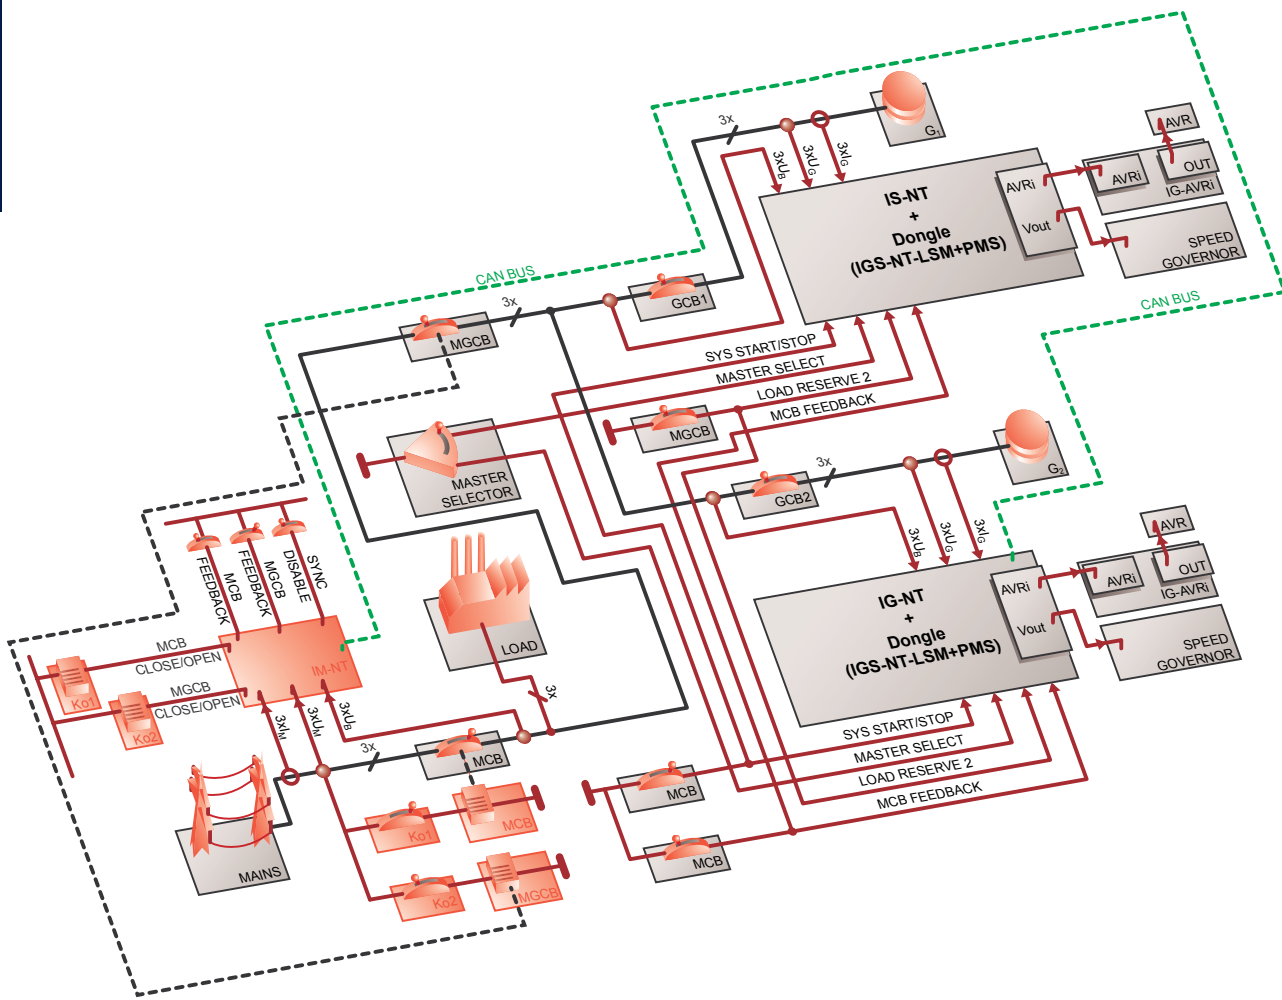 3x
G1
3xUB
3xUG
3xIG
IS-NT
+
Dongle
(IGS-NT-LSM+PMS)
AVRi
Vout
AVRi
OUT
IG-AVRi
AVR
SPEED
GOVERNOR
CAN BUS
CAN BUS
3x
MGCB
GCB1
SYS START/STOP
MASTER SELECT
LOAD RESERVE 2
MCB FEEDBACK
MGCB
MASTER
SELECTOR
3x
GCB2
G2
3xUB
3xUG
3xIG
IG-NT
+
Dongle
(IGS-NT-LSM+PMS)
AVRi
Vout
AVRi
OUT
IG-AVRi
AVR
SPEED
GOVERNOR
MCB
FEEDBACK
MGCB
FEEDBACK
SYNC
DISABLE
MCB
CLOSE/OPEN
MGCB
CLOSE/OPEN
IM-NT
Ko1
Ko2
3xIM
3xUM
3xUB
LOAD
3x
3x
MCB
MAINS
Ko1
MCB
Ko2
MGCB
SYS START/STOP
MASTER SELECT
LOAD RESERVE 2
MCB FEEDBACK
MCB
MCB